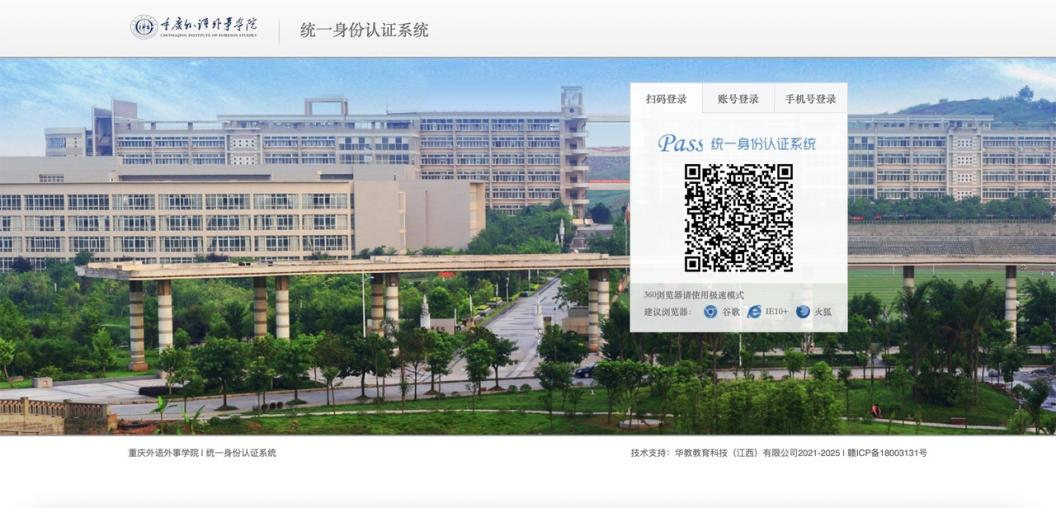 重庆外语外事学院
CHONGQING INSTITUTE OF FOREIGN STUDIES
统一身份认证系统
扫码登录 账号登录 手机号登录
Pass 统一身份认证系统
360浏览器请使用极速模式
建议浏览器: 谷歌 IE10+ 火狐
重庆外语外事学院 | 统一身份认证系统
技术支持：华教教育科技（江西）有限公司2021-2025 | 赣ICP备18003131号